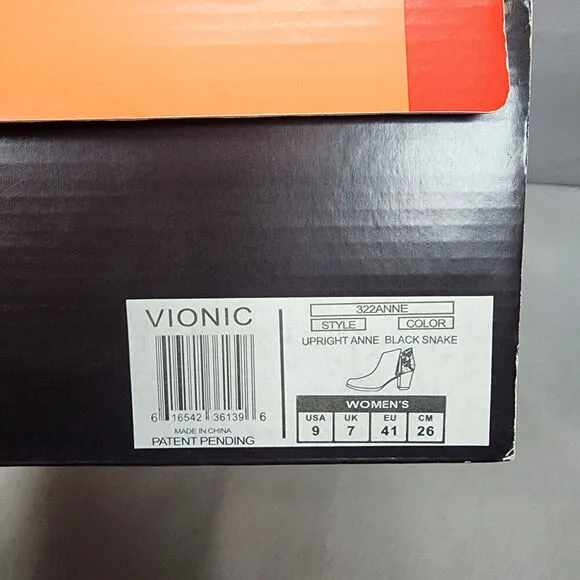 VIONIC
6 16542 36139 6
MADE IN CHINA
PATENT PENDING
322ANNE
STYLE COLOR
UPRIGHT ANNE BLACK SNAKE
WOMEN'S
USA UK EU CM
9 7 41 26